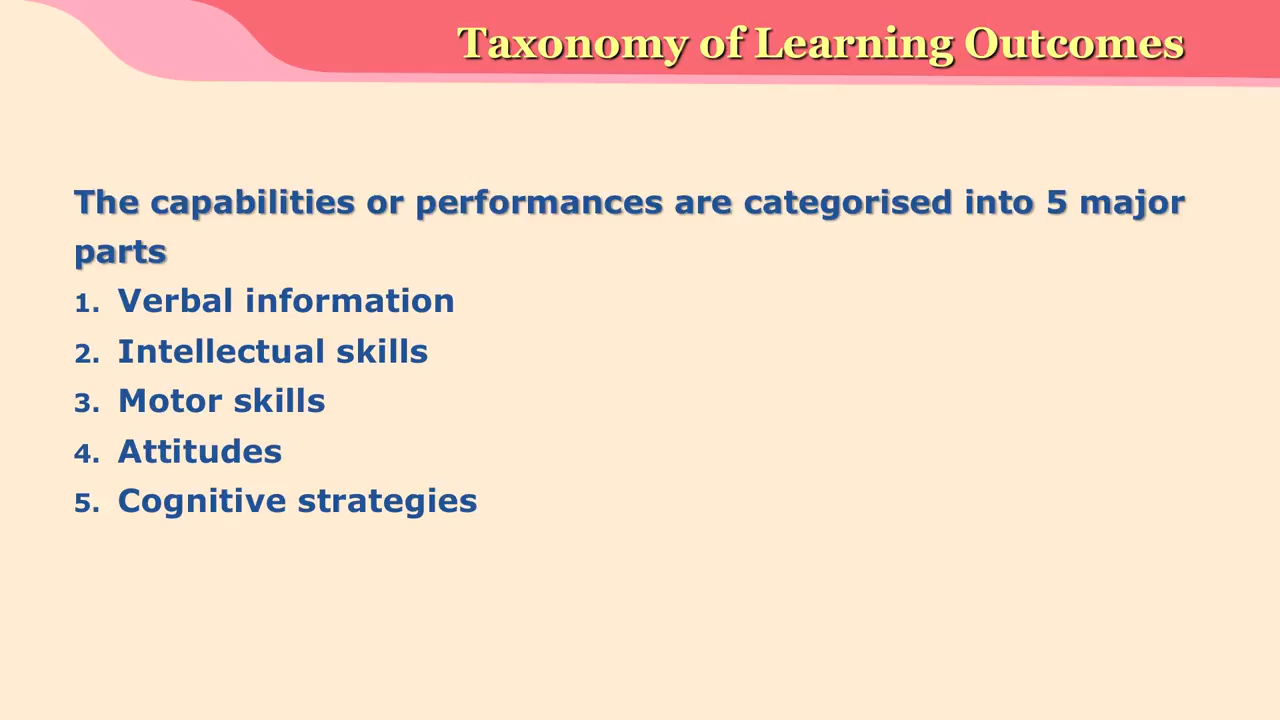 Taxonomy of Learning Outcomes
The capabilities or performances are categorised into 5 major
parts
1. Verbal information
2. Intellectual skills
3. Motor skills
4. Attitudes
5. Cognitive strategies